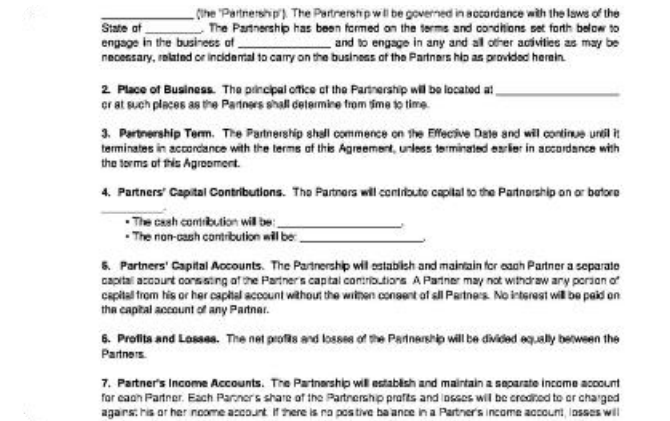 ______________ (the "Partnership"). The Partnership will be governed in accordance with the laws of the
State of _________. The Partnership has been formed on the terms and conditions set forth below to
engage in the business of ______________ and to engage in any and all other activities as may be
necessary, related or incidental to carry on the business of the Partners hip as provided herein.
2. Place of Business. The principal office of the Partnership will be located at ___________________
or at such places as the Partners shall determine from time to time.
3. Partnership Term. The Partnership shall commence on the Effective Date and will continue until it
terminates in accordance with the terms of this Agreement, unless terminated earlier in accordance with
the terms of this Agreement.
4. Partners' Capital Contributions. The Partners will contribute capital to the Partnership on or before
__________.
• The cash contribution will be: ___________________.
• The non-cash contribution will be: ___________________.
5. Partners' Capital Accounts. The Partnership will establish and maintain for each Partner a separate
capital account consisting of the Partner's capital contributions. A Partner may not withdraw any portion of
capital from his or her capital account without the written consent of all Partners. No interest will be paid on
the capital account of any Partner.
6. Profits and Losses. The net profits and losses of the Partnership will be divided equally between the
Partners.
7. Partner's Income Accounts. The Partnership will establish and maintain a separate income account
for each Partner. Each Partner's share of the Partnership profits and losses will be credited to or charged
against his or her income account. If there is no positive balance in a Partner's income account, losses will